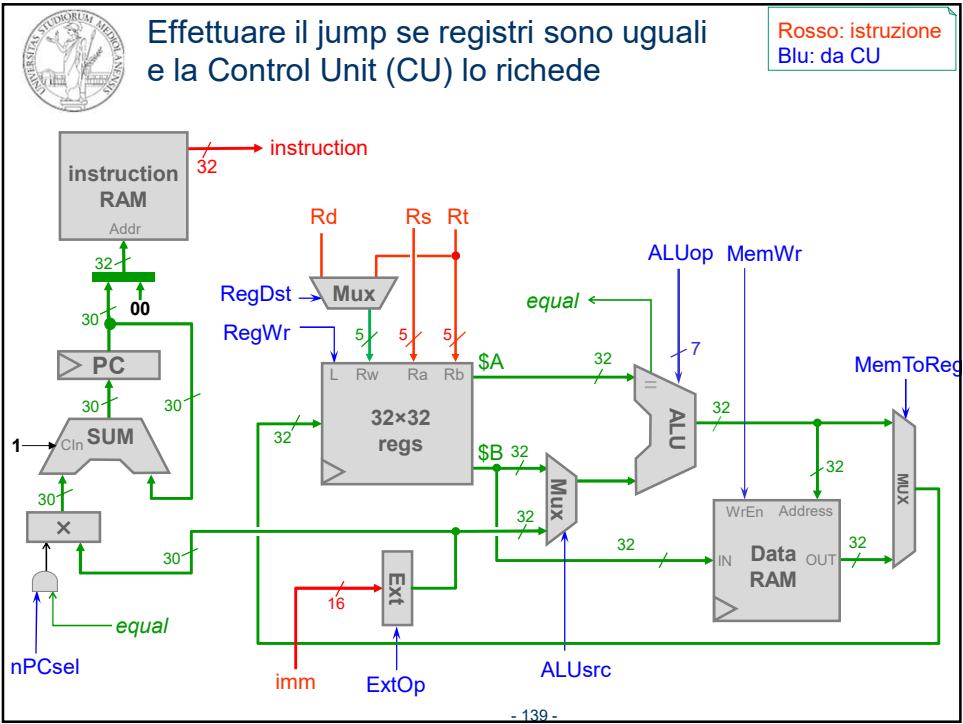 UNIVERSITAS STUDIORUM MEDIOLANENSIS
Effettuare il jump se registri sono uguali
e la Control Unit (CU) lo richede
Rosso: istruzione
Blu: da CU
instruction
RAM
Addr
32
instruction
32
00
30
PC
30
30
1
CIn
SUM
30
×
30
nPCsel
equal
Rd
Rs
Rt
RegDst
Mux
RegWr
5
5
5
L
Rw
Ra
Rb
32×32
regs
32
$A
32
$B
32
Mux
32
equal
ALUop
7
=
ALU
32
MemWr
MemToReg
32
WrEn
Address
IN
Data
RAM
OUT
32
32
MUX
imm
16
Ext
ExtOp
ALUsrc
- 139 -